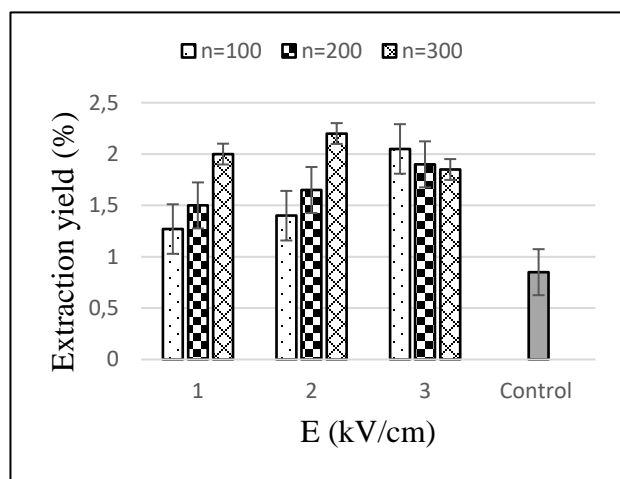 n=100 n=200 n=300
2,5
2
1,5
1
0,5
0
Extraction yield (%)
1 2 3 Control
E (kV/cm)